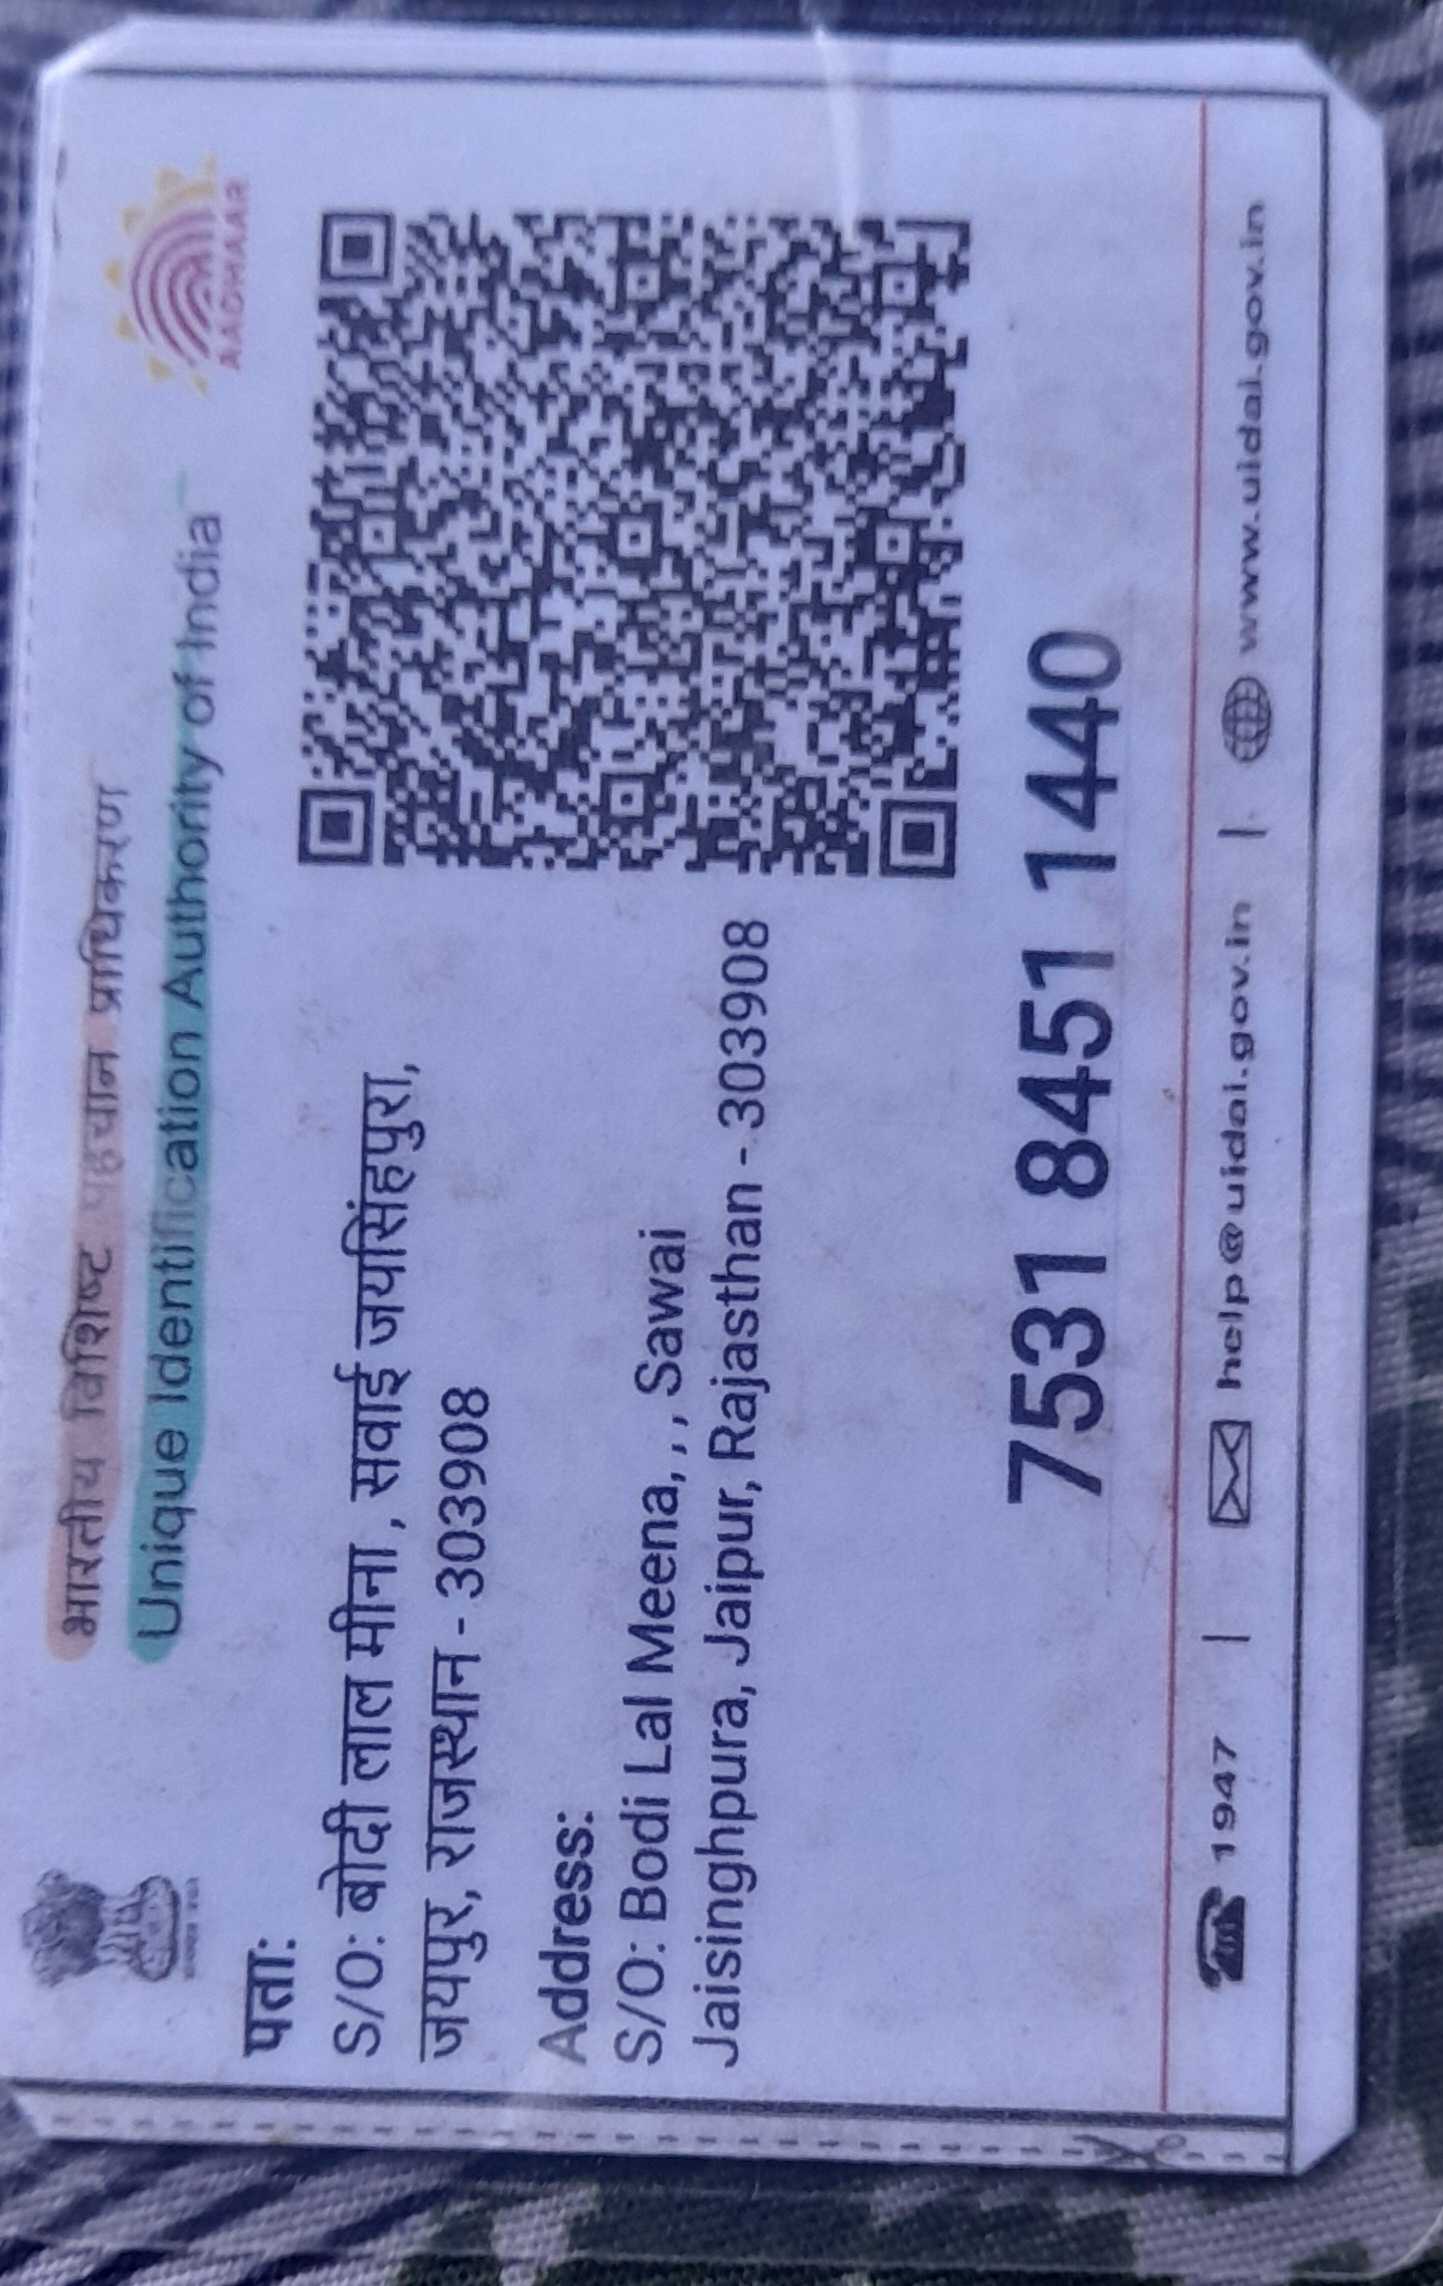 भारतीय विशिष्ट पहचान प्राधिकरण
Unique Identification Authority of India
AADHAAR
पता:
S/O: बोदी लाल मीना, सवाई जयसिंहपुरा,
जयपुर, राजस्थान - 303908
Address:
S/O: Bodi Lal Meena, , , Sawai
Jaisinghpura, Jaipur, Rajasthan - 303908
7531 8451 1440
1947 | help@uidai.gov.in | www.uidai.gov.in